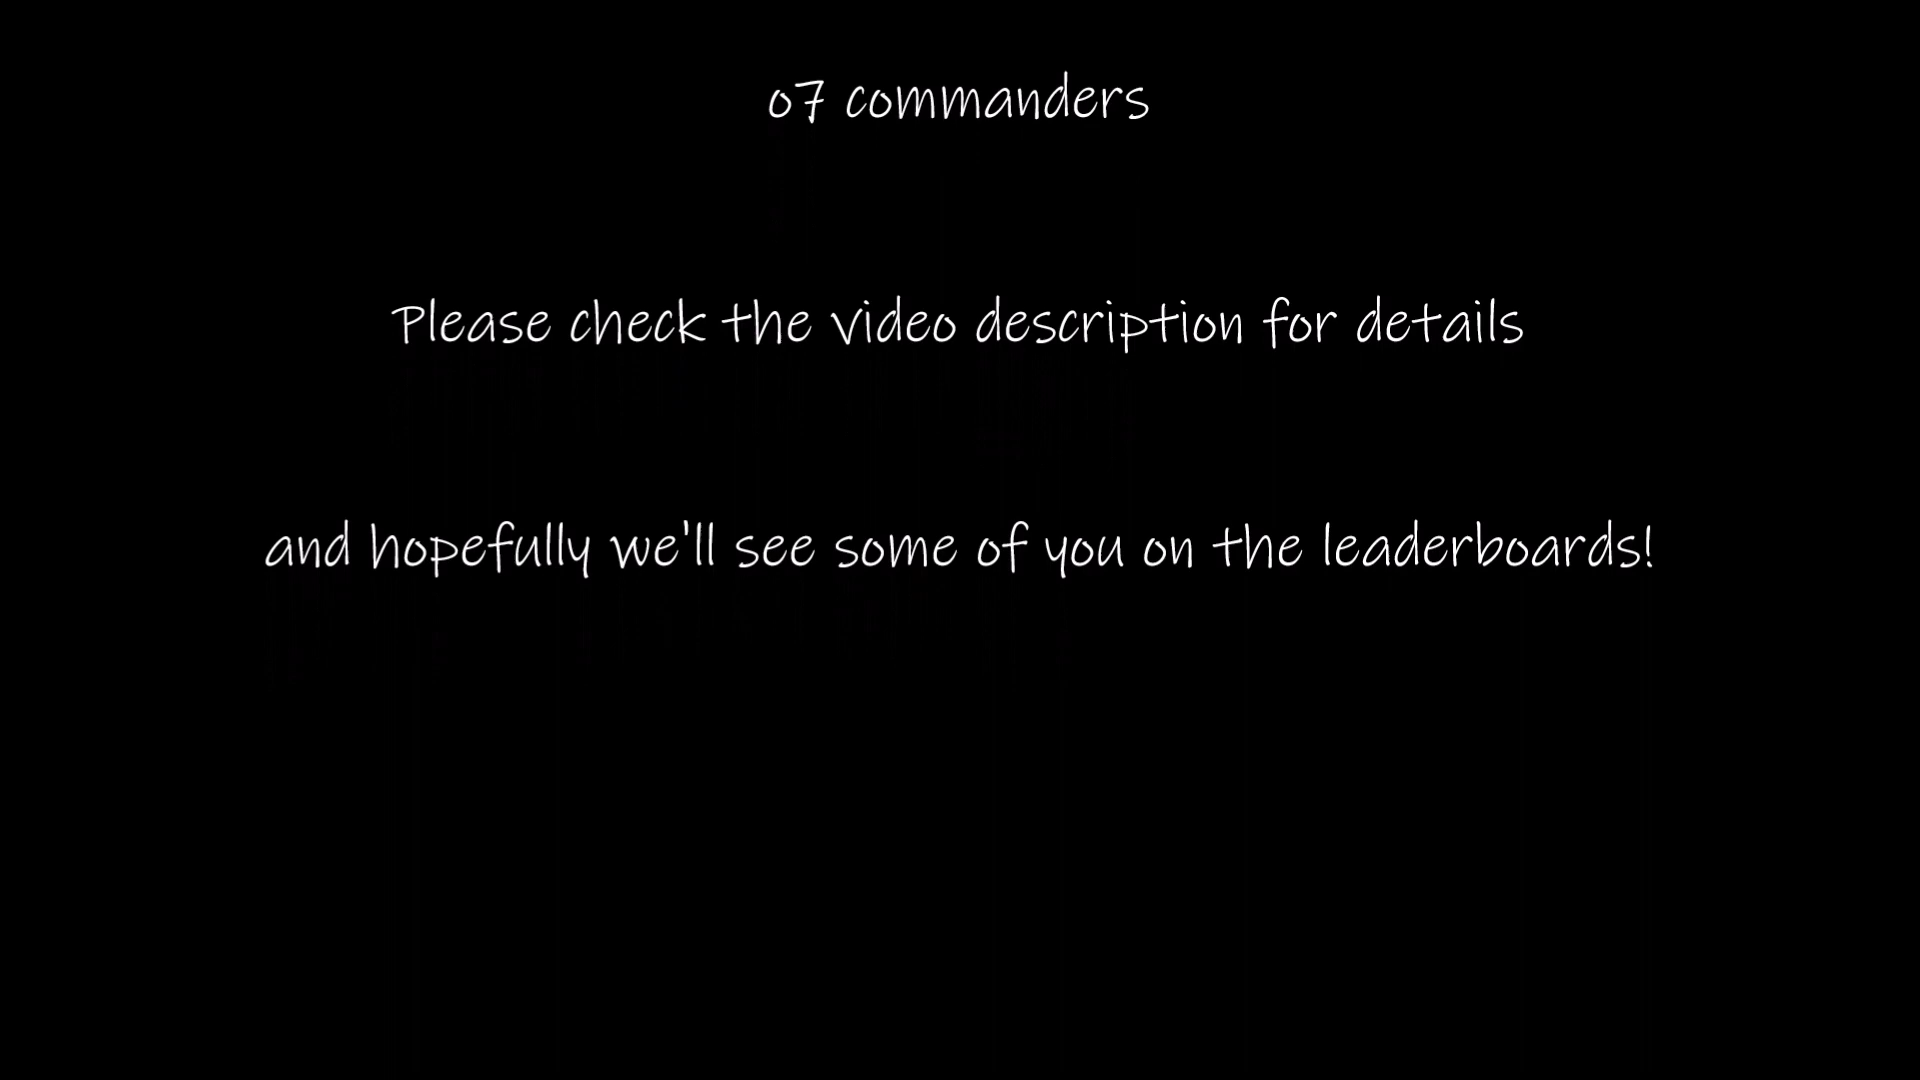 o7 commanders
Please check the video description for details
and hopefully we'll see some of you on the leaderboards!